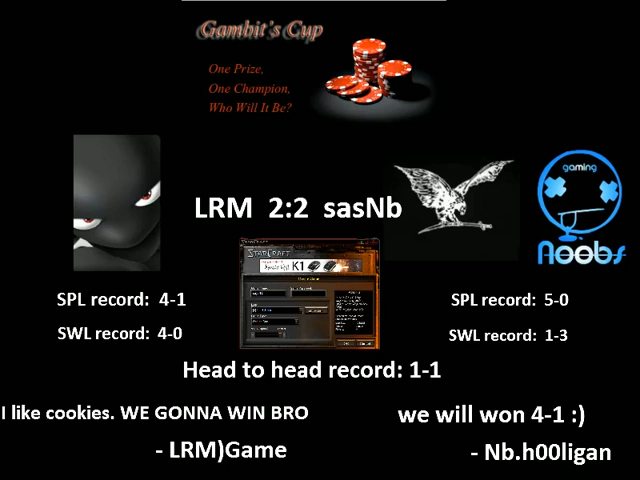 Gambit's Cup
One Prize,
One Champion,
Who Will It Be?
gaming
Noobs
LRM 2:2 sasNb
STARCRAFT
K1
SPL record: 4-1
SPL record: 5-0
SWL record: 4-0
SWL record: 1-3
Head to head record: 1-1
I like cookies. WE GONNA WIN BRO
we will won 4-1 :)
- LRM)Game
- Nb.h00ligan